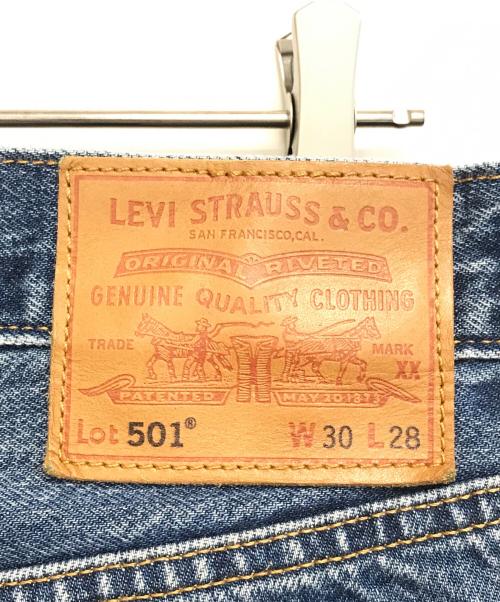 LEVI STRAUSS & CO.
SAN FRANCISCO, CAL.
ORIGINAL RIVETED
GENUINE QUALITY CLOTHING
TRADE MARK
XX
PATENTED MAY 20 1873
Lot 501® W 30 L 28